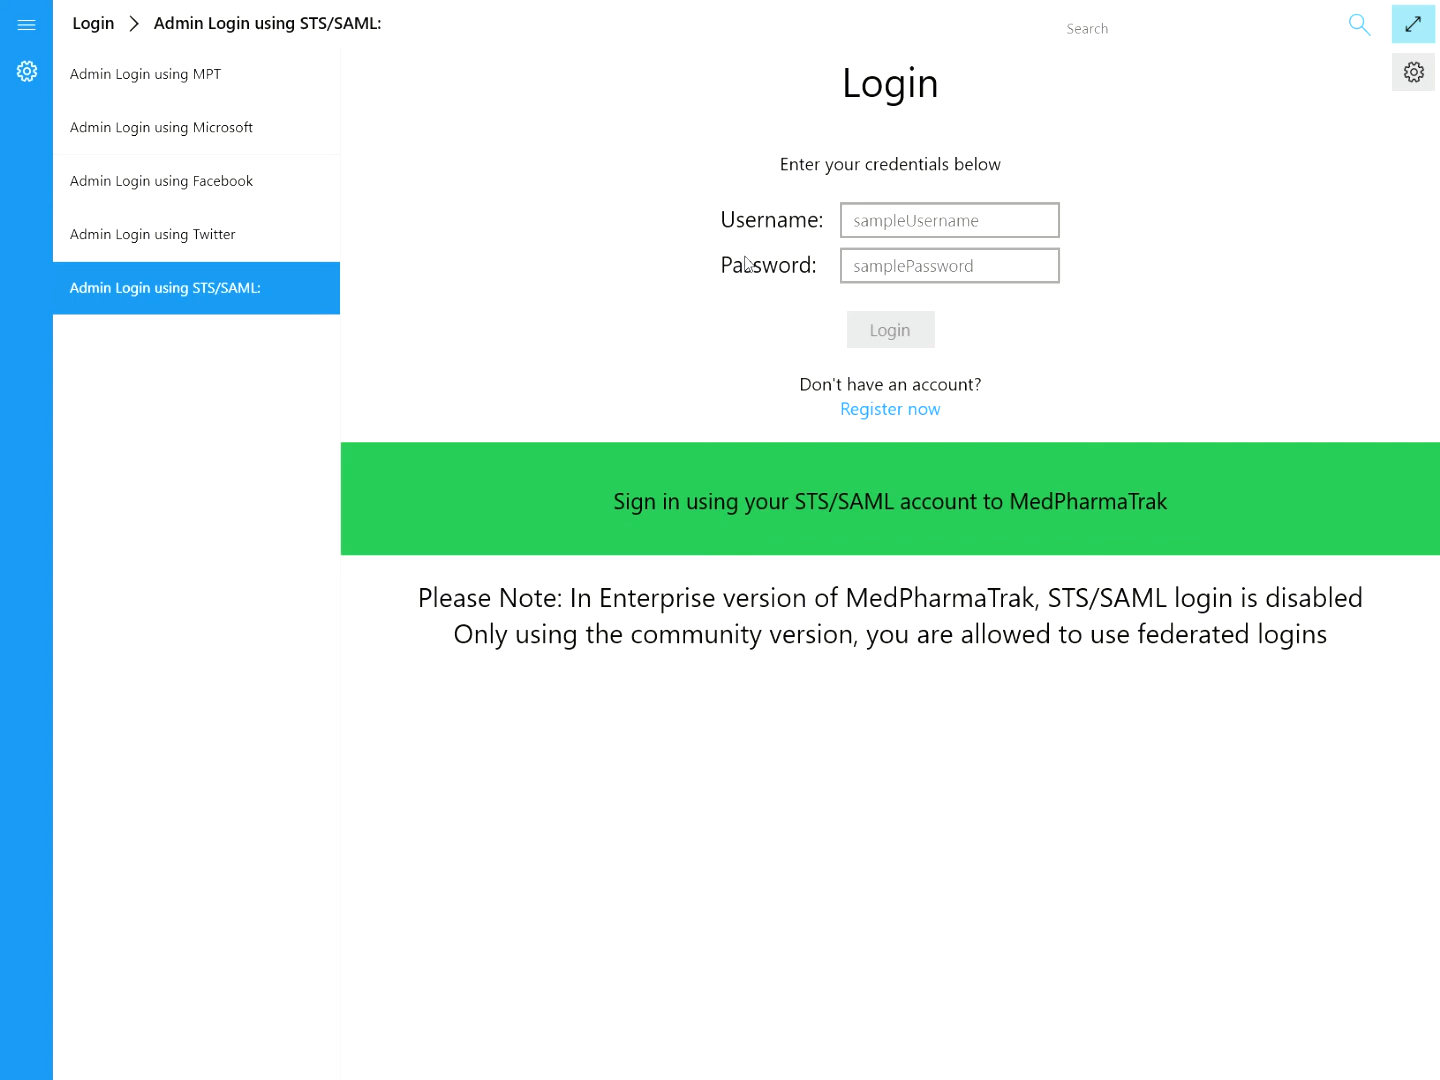 Login > Admin Login using STS/SAML:
Search
Admin Login using MPT
Admin Login using Microsoft
Admin Login using Facebook
Admin Login using Twitter
Admin Login using STS/SAML:
Login
Enter your credentials below
Username: sampleUsername
Password: samplePassword
Login
Don't have an account?
Register now
Sign in using your STS/SAML account to MedPharmaTrak
Please Note: In Enterprise version of MedPharmaTrak, STS/SAML login is disabled
Only using the community version, you are allowed to use federated logins